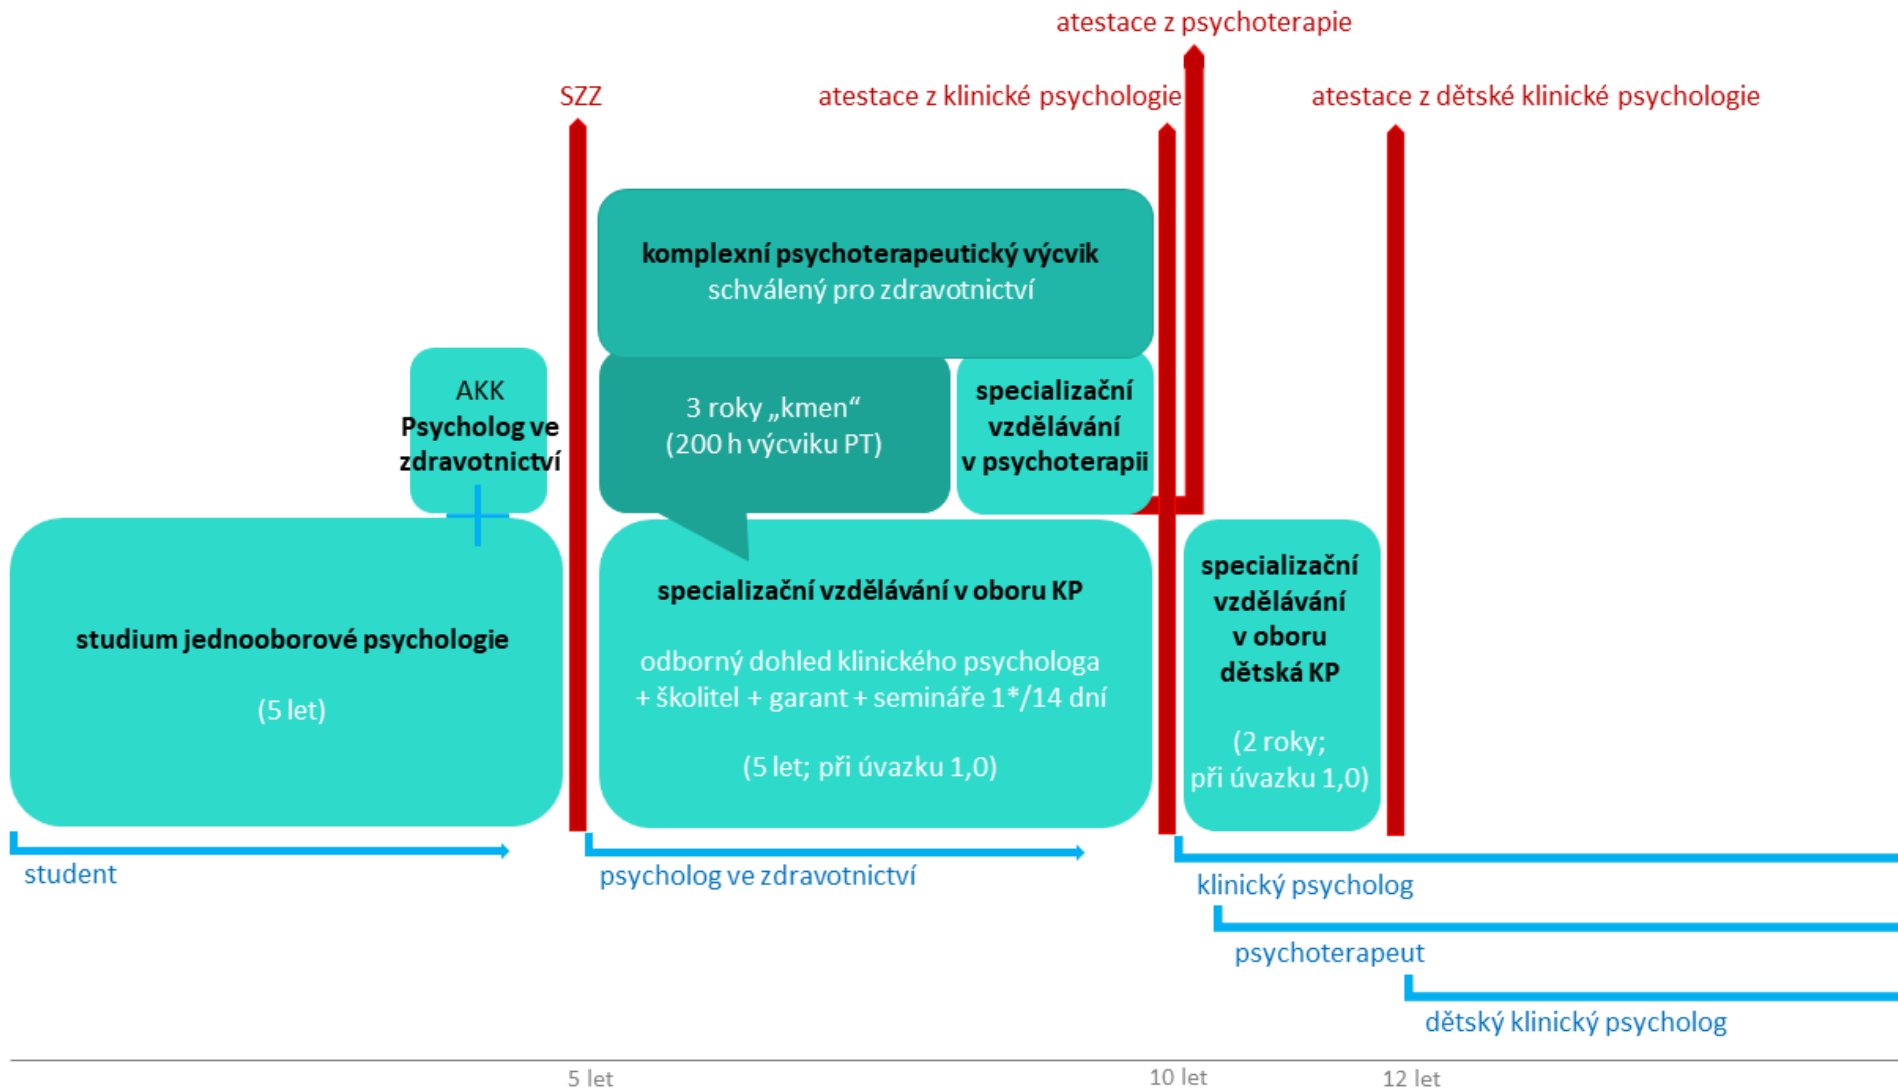 atestace z psychoterapie
SZZ
atestace z klinické psychologie
atestace z dětské klinické psychologie
komplexní psychoterapeutický výcvik
schválený pro zdravotnictví
AKK
Psycholog ve
zdravotnictví
3 roky „kmen“
(200 h výcviku PT)
specializační
vzdělávání
v psychoterapii
studium jednooborové psychologie
(5 let)
specializační vzdělávání v oboru KP
odborný dohled klinického psychologa
+ školitel + garant + semináře 1*/14 dní
(5 let; při úvazku 1,0)
specializační
vzdělávání
v oboru
dětská KP
(2 roky;
při úvazku 1,0)
student
psycholog ve zdravotnictví
klinický psycholog
psychoterapeut
dětský klinický psycholog
5 let
10 let
12 let